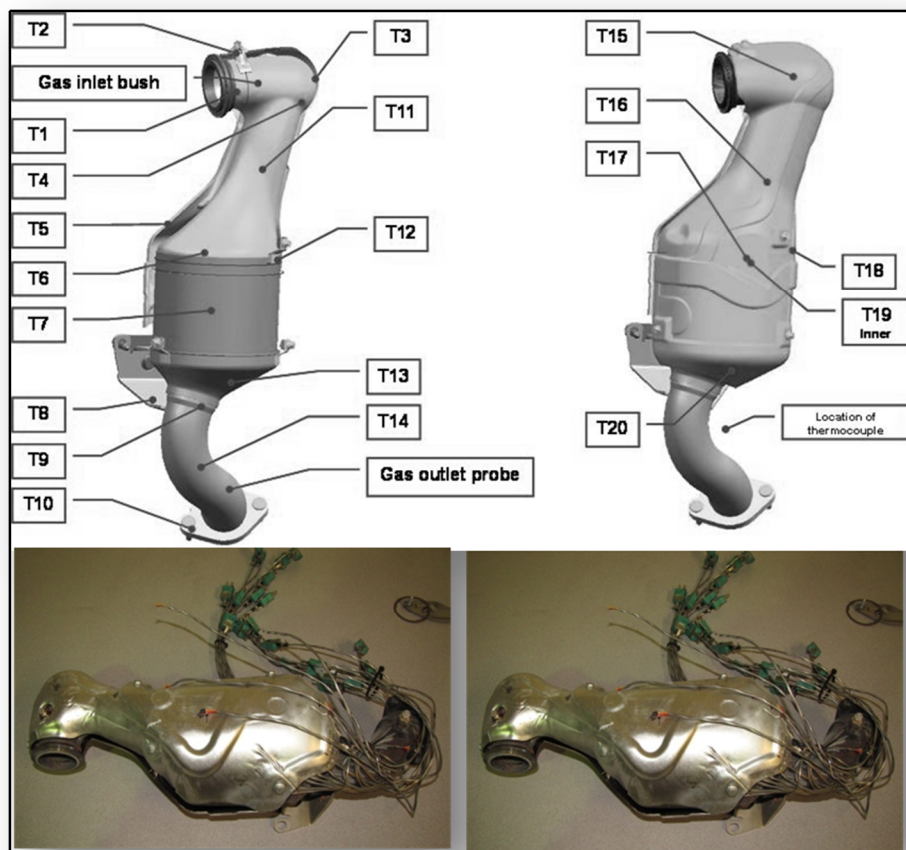 T2
Gas inlet bush
T1
T4
T5
T6
T7
T8
T9
T10
T3
T11
T12
T13
T14
Gas outlet probe
T15
T16
T17
T18
T19
Inner
T20
Location of
thermocouple